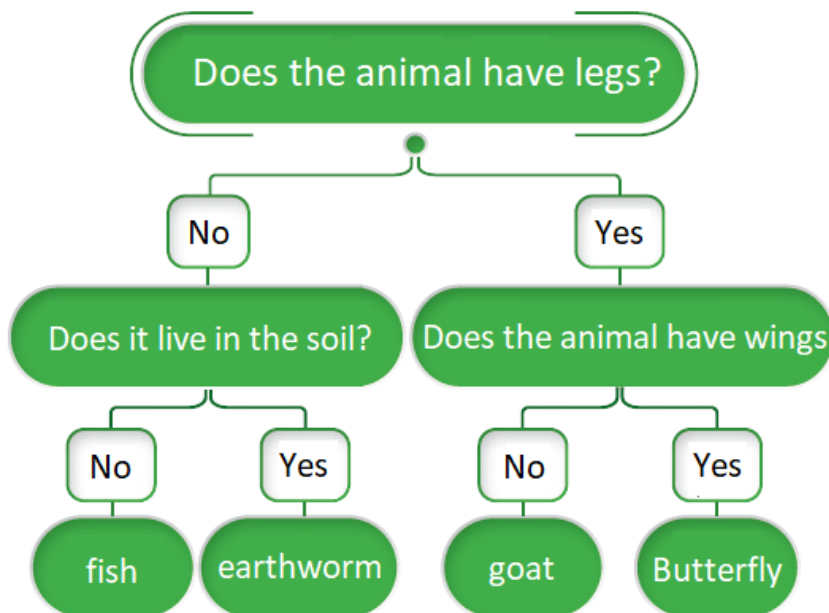 Does the animal have legs?
No
Yes
Does it live in the soil?
Does the animal have wings
No
Yes
No
Yes
fish
earthworm
goat
Butterfly